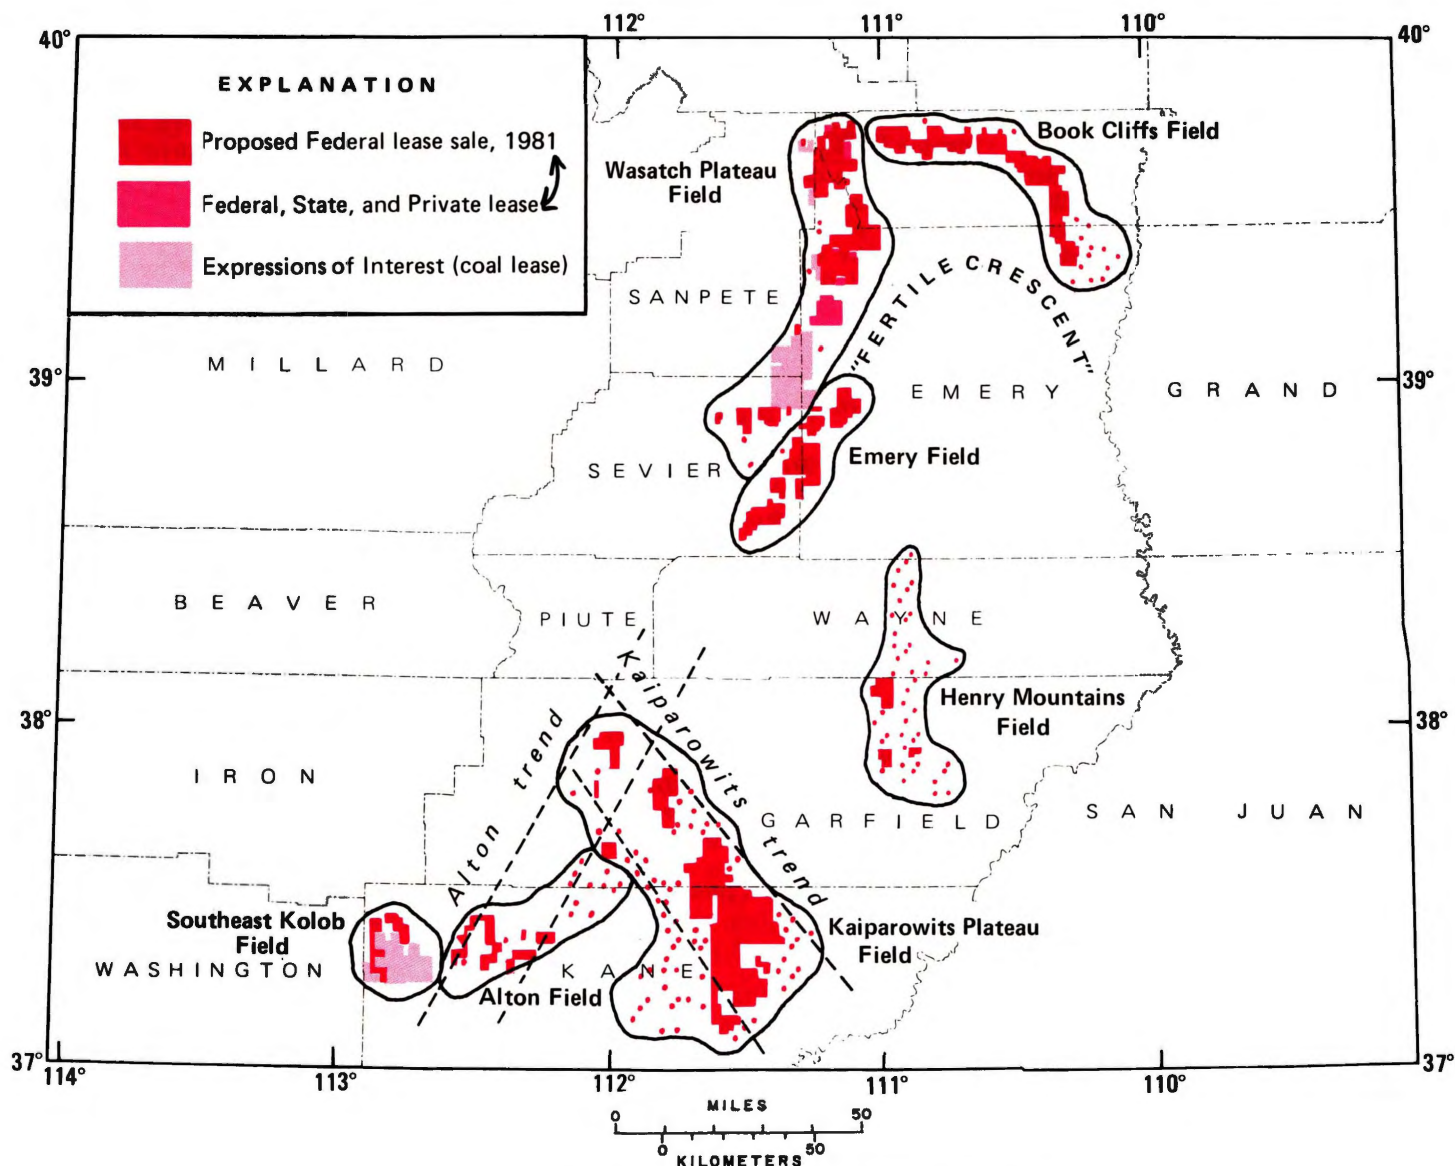 112°
111°
110°
40°
40°
EXPLANATION
Proposed Federal lease sale, 1981
Federal, State, and Private lease
Expressions of Interest (coal lease)
Book Cliffs Field
Wasatch Plateau
Field
"FERTILE CRESCENT"
SANPETE
MILLARD
39°
39°
EMERY
GRAND
Emery Field
SEVIER
BEAVER
PIUTE
WAYNE
Kaiparowits trend
Henry Mountains
Field
38°
38°
Alton trend
IRON
GARFIELD
SAN JUAN
Southeast Kolob
Field
Kaiparowits Plateau
Field
WASHINGTON
KANE
Alton Field
37°
37°
114°
113°
112°
111°
110°
MILES
0
50
0
50
KILOMETERS